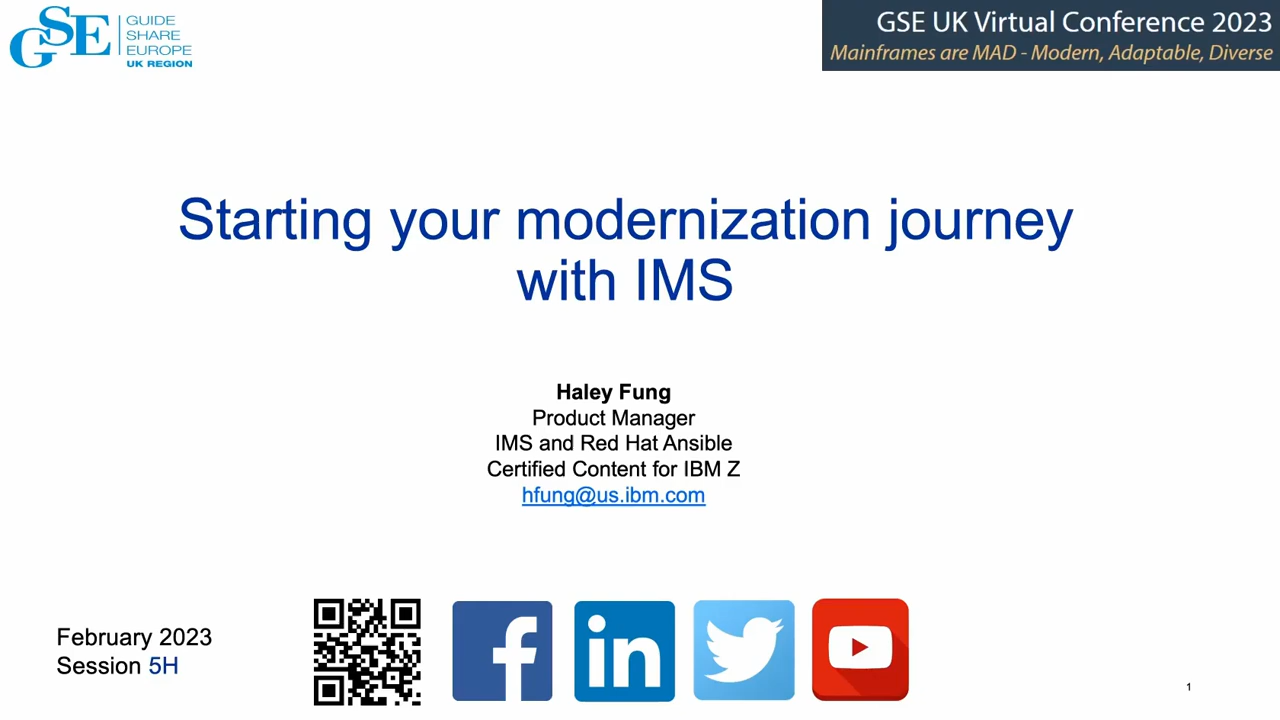 GSE
GUIDE
SHARE
EUROPE
UK REGION
GSE UK Virtual Conference 2023
Mainframes are MAD - Modern, Adaptable, Diverse
Starting your modernization journey
with IMS
Haley Fung
Product Manager
IMS and Red Hat Ansible
Certified Content for IBM Z
hfung@us.ibm.com
February 2023
Session 5H
f
in
1